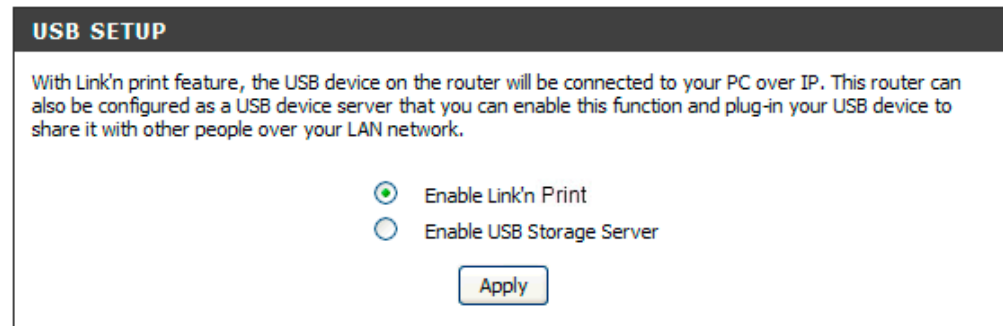 USB SETUP
With Link'n print feature, the USB device on the router will be connected to your PC over IP. This router can
also be configured as a USB device server that you can enable this function and plug-in your USB device to
share it with other people over your LAN network.
Enable Link'n Print
Enable USB Storage Server
Apply